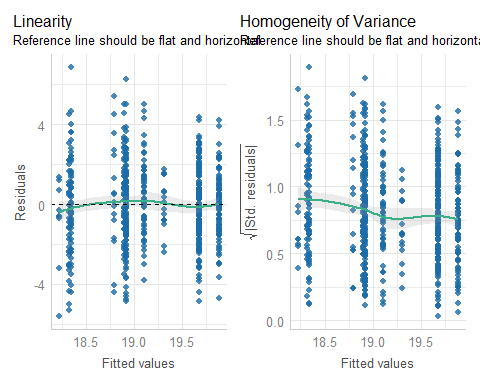 Linearity
Reference line should be flat and horizontal
Homogeneity of Variance
Reference line should be flat and horizonta
4
0
-4
Residuals
18.5 19.0 19.5
Fitted values
1.5
1.0
0.5
0.0
√|Std. residuals|
18.5 19.0 19.5
Fitted values